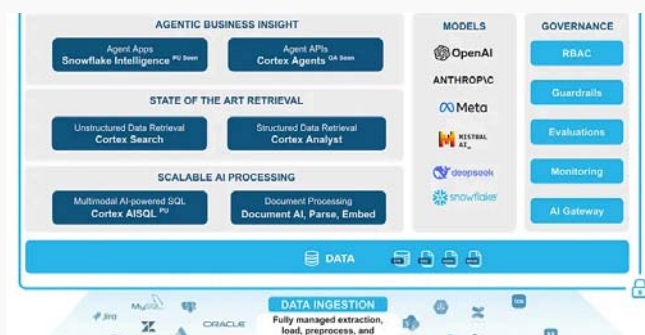 AGENTIC BUSINESS INSIGHT
Agent Apps
Snowflake Intelligence PU Soon
Agent APIs
Cortex Agents GA Soon
STATE OF THE ART RETRIEVAL
Unstructured Data Retrieval
Cortex Search
Structured Data Retrieval
Cortex Analyst
SCALABLE AI PROCESSING
Multimodal AI-powered SQL
Cortex AISQL PU
Document Processing
Document AI, Parse, Embed
MODELS
OpenAI
ANTHROP\C
Meta
MISTRAL
AI_
deepseek
snowflake
GOVERNANCE
RBAC
Guardrails
Evaluations
Monitoring
AI Gateway
DATA
Jira
MySQL
ORACLE
DATA INGESTION
Fully managed extraction,
load, preprocess, and
box